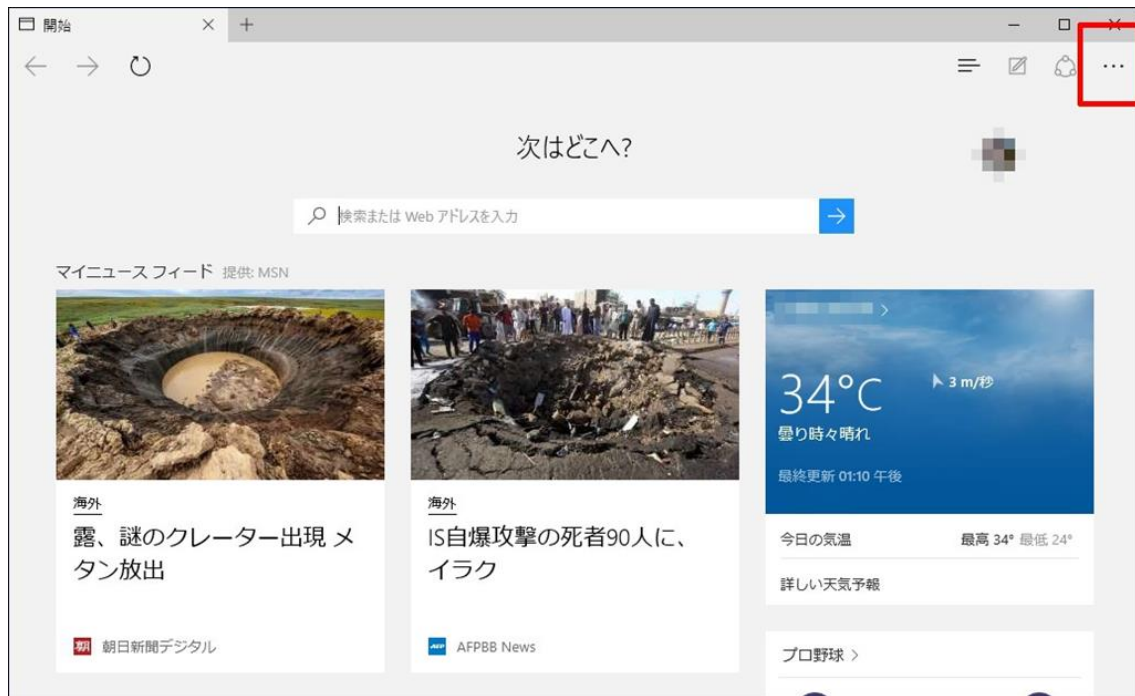 開始
次はどこへ?
検索または Web アドレスを入力
マイニュース フィード 提供: MSN
海外
露、謎のクレーター出現 メ
タン放出
朝 朝日新聞デジタル
海外
IS自爆攻撃の死者90人に、
イラク
AFP AFPBB News
34°C
3 m/秒
曇り時々晴れ
最終更新 01:10 午後
今日の気温 最高 34° 最低 24°
詳しい天気予報
プロ野球 >